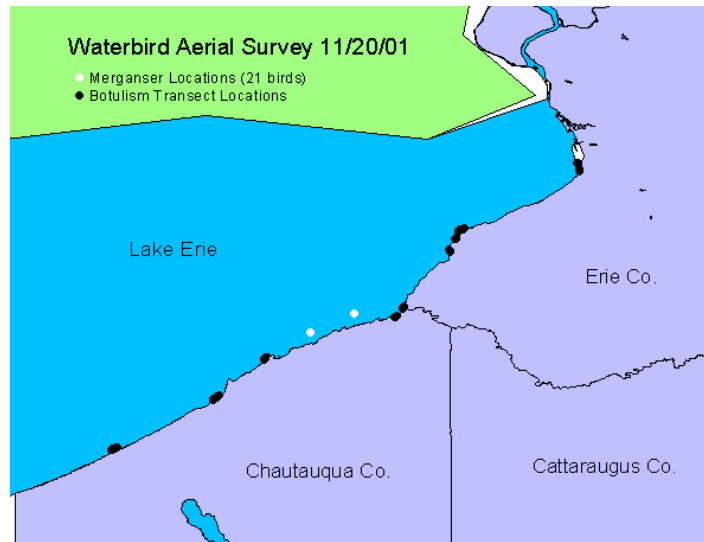 Waterbird Aerial Survey 11/20/01
Merganser Locations (21 birds)
Botulism Transect Locations
Lake Erie
Erie Co.
Chautauqua Co.
Cattaraugus Co.